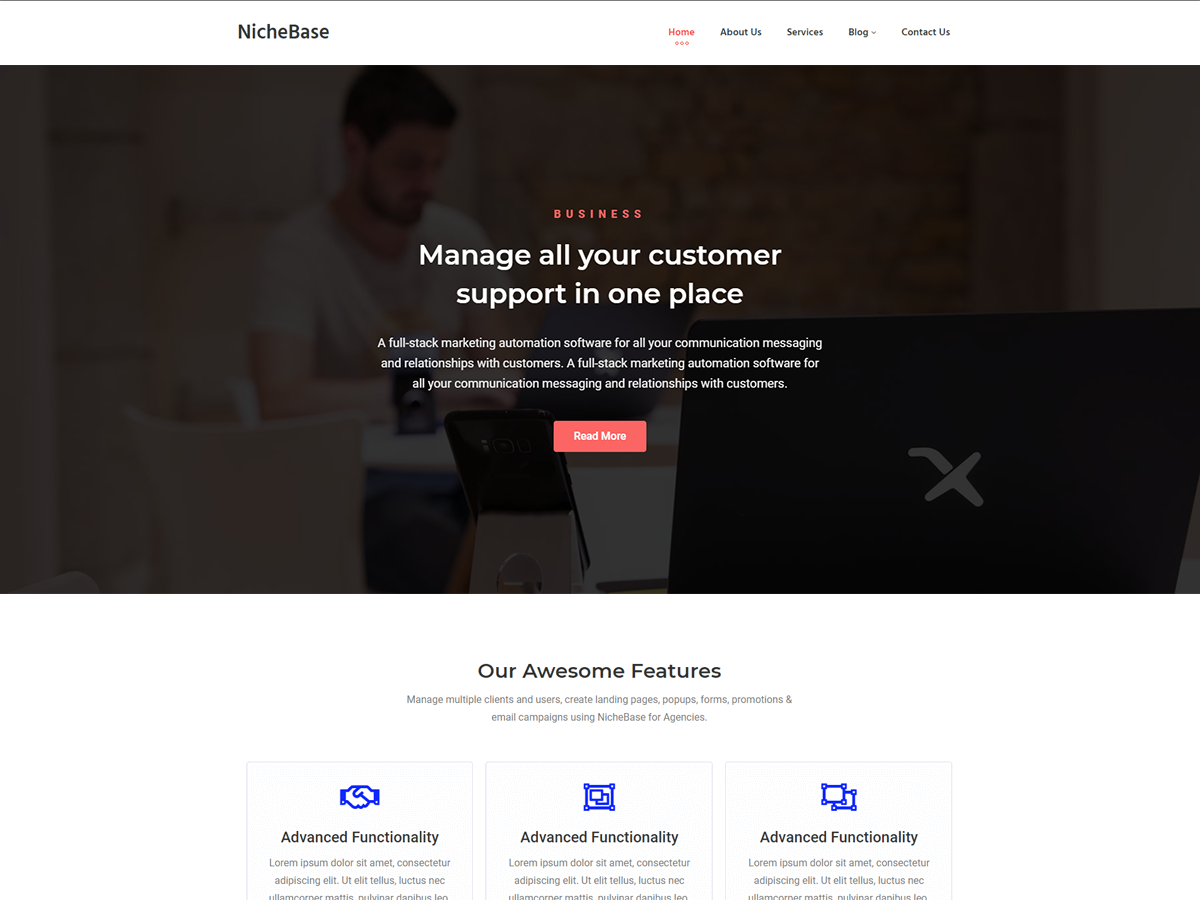 NicheBase
Home
About Us
Services
Blog
Contact Us
BUSINESS
Manage all your customer
support in one place
A full-stack marketing automation software for all your communication messaging
and relationships with customers. A full-stack marketing automation software for
all your communication messaging and relationships with customers.
Read More
Our Awesome Features
Manage multiple clients and users, create landing pages, popups, forms, promotions &
email campaigns using NicheBase for Agencies.
Advanced Functionality
Lorem ipsum dolor sit amet, consectetur
adipiscing elit. Ut elit tellus, luctus nec
ullamcorper mattis, pulvinar dapibus leo.
Advanced Functionality
Lorem ipsum dolor sit amet, consectetur
adipiscing elit. Ut elit tellus, luctus nec
ullamcorper mattis, pulvinar dapibus leo.
Advanced Functionality
Lorem ipsum dolor sit amet, consectetur
adipiscing elit. Ut elit tellus, luctus nec
ullamcorper mattis, pulvinar dapibus leo.